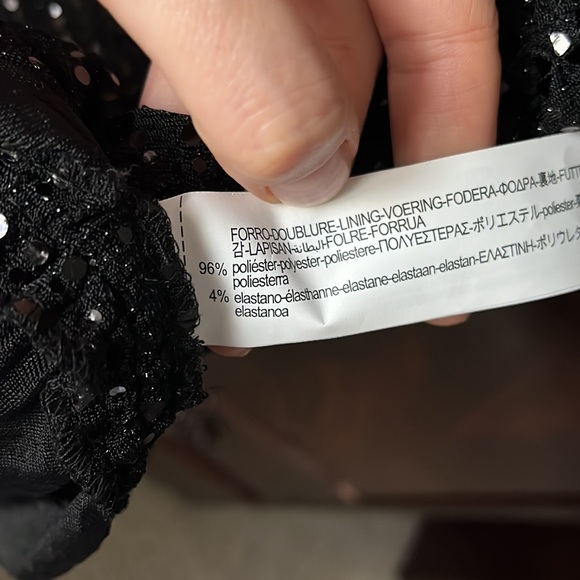 FORRO-DOUBLURE-LINING-VOERING-FODERA-ΦΟΔΡΑ-裏地-FUTT
감-LAPISAN-البطانة-FOLRE-FORRUA
96% poliéster-polyester-poliestere-ΠΟΛΥΕΣΤΕΡΑΣ-ポリエステル-poliester-
poliesterra
4% elastano-élasthanne-elastane-elastaan-elastan-ΕΛΑΣΤΙΝΗ-ポリウレタ
elastanoa